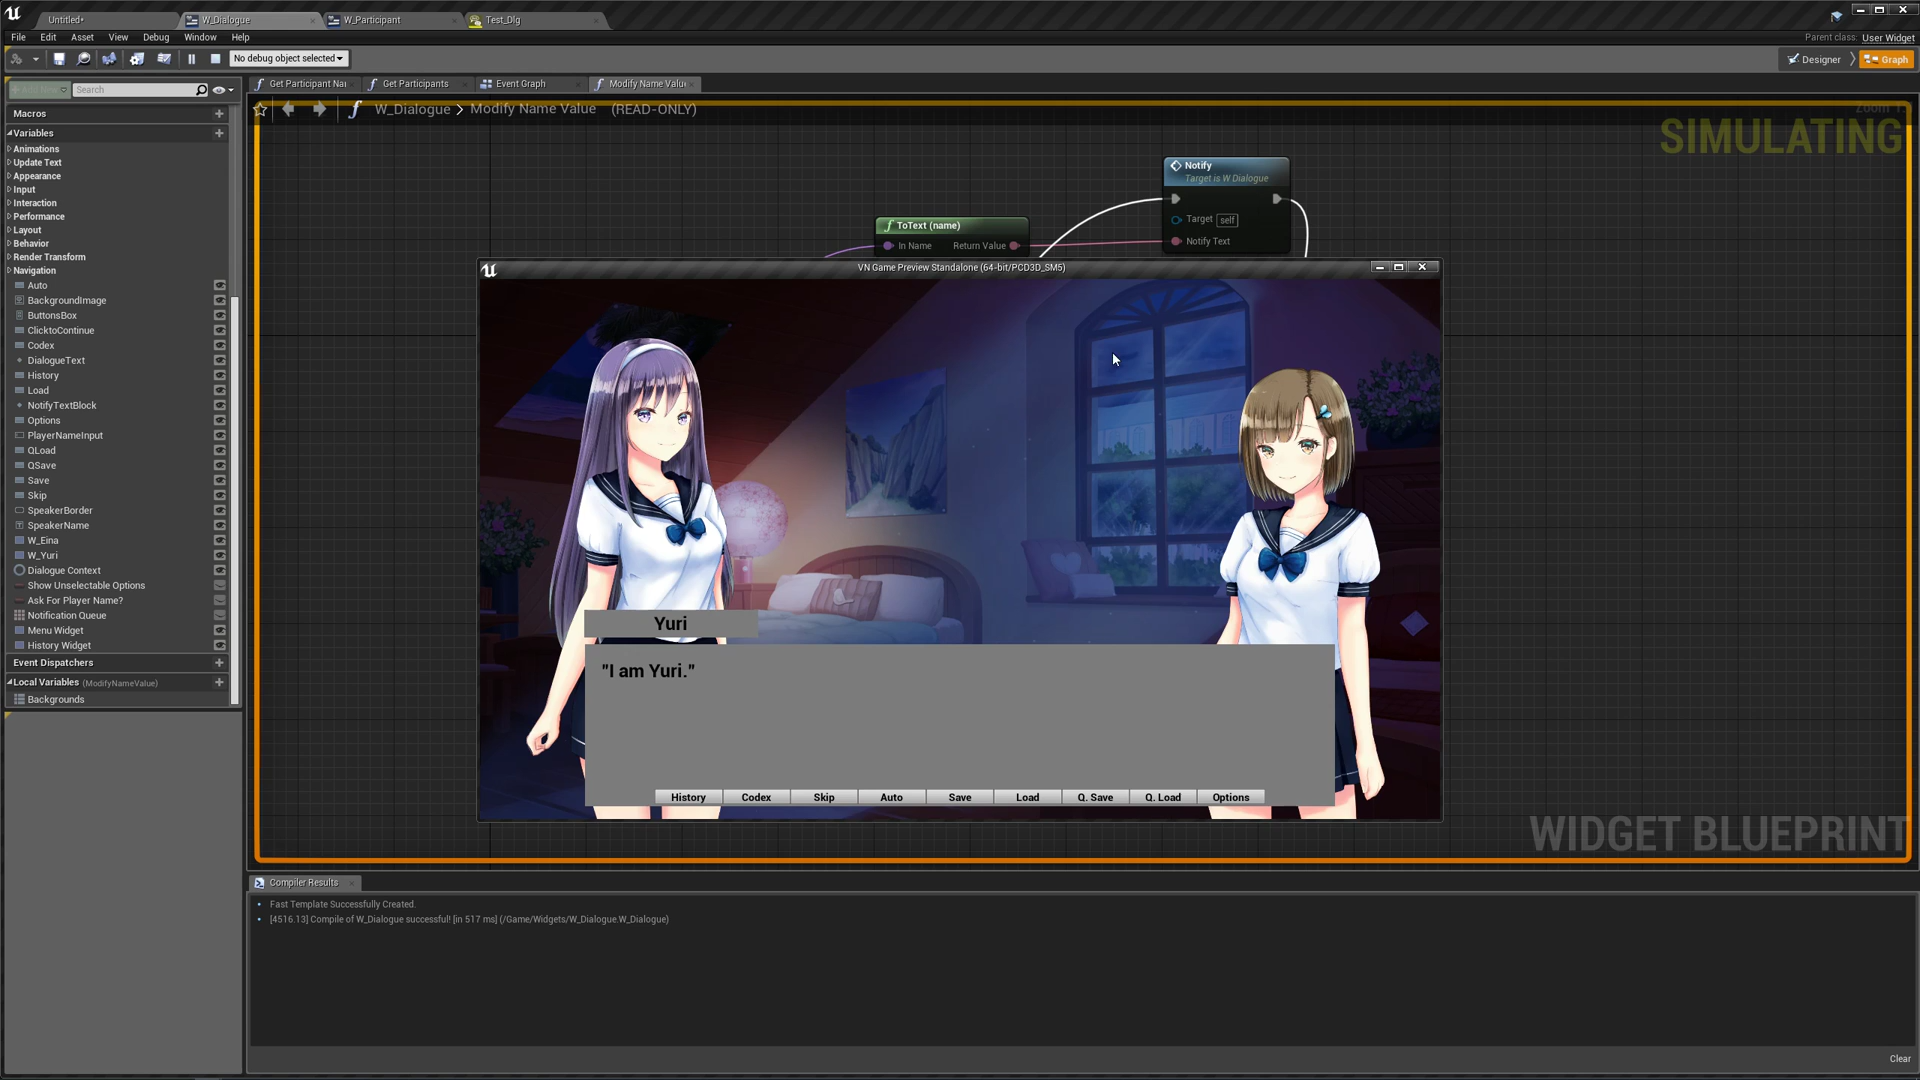 Untitled*
W_Dialogue
W_Participant
Test_Dlg
File Edit Asset View Debug Window Help
Parent class: User Widget
No debug object selected
Designer
Graph
Search
Get Participant Nai
Get Participants
Event Graph
Modify Name Valu
W_Dialogue > Modify Name Value (READ-ONLY)
SIMULATING
Macros
Variables
Animations
Update Text
Appearance
Input
Interaction
Performance
Layout
Behavior
Render Transform
Navigation
Auto
BackgroundImage
ButtonsBox
ClicktoContinue
Codex
DialogueText
History
Load
NotifyTextBlock
Options
PlayerNameInput
QLoad
QSave
Save
Skip
SpeakerBorder
SpeakerName
W_Eina
W_Yuri
Dialogue Context
Show Unselectable Options
Ask For Player Name?
Notification Queue
Menu Widget
History Widget
Event Dispatchers
Local Variables (ModifyNameValue)
Backgrounds
Notify
Target is W Dialogue
Target self
Notify Text
ToText (name)
In Name Return Value
VN Game Preview Standalone (64-bit/PCD3D_SM5)
Yuri
"I am Yuri."
History Codex Skip Auto Save Load Q. Save Q. Load Options
WIDGET BLUEPRINT
Compiler Results
Fast Template Successfully Created.
[4516.13] Compile of W_Dialogue successful! [in 517 ms] (/Game/Widgets/W_Dialogue.W_Dialogue)
Clear